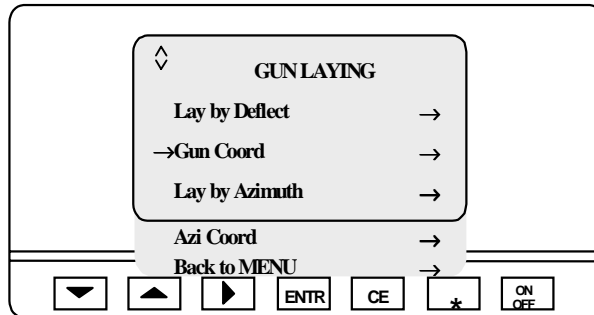 GUN LAYING
Lay by Deflect →
→Gun Coord →
Lay by Azimuth →
Azi Coord →
Back to MENU →
ENTR CE * ON
OFF